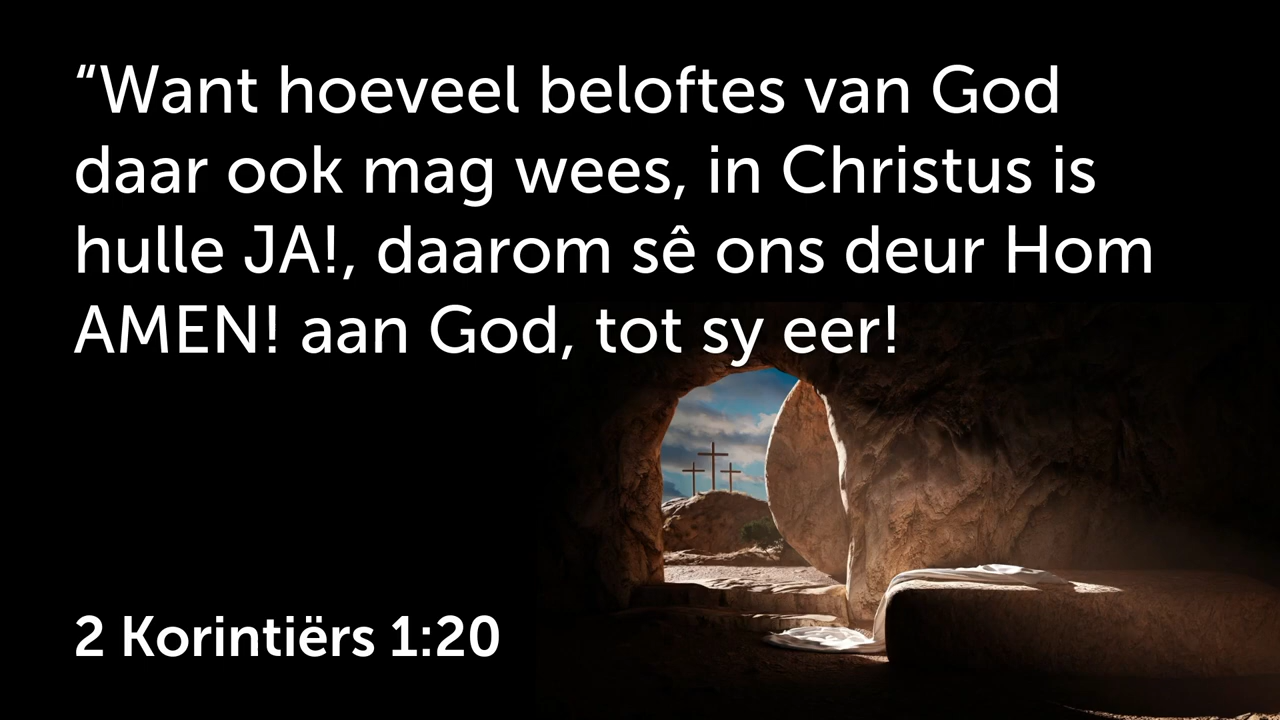 “Want hoeveel beloftes van God
daar ook mag wees, in Christus is
hulle JA!, daarom sê ons deur Hom
AMEN! aan God, tot sy eer!
2 Korintiërs 1:20